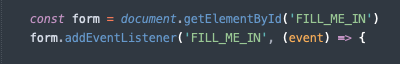 const form = document.getElementById('FILL_ME_IN')
form.addEventListener('FILL_ME_IN', (event) => {